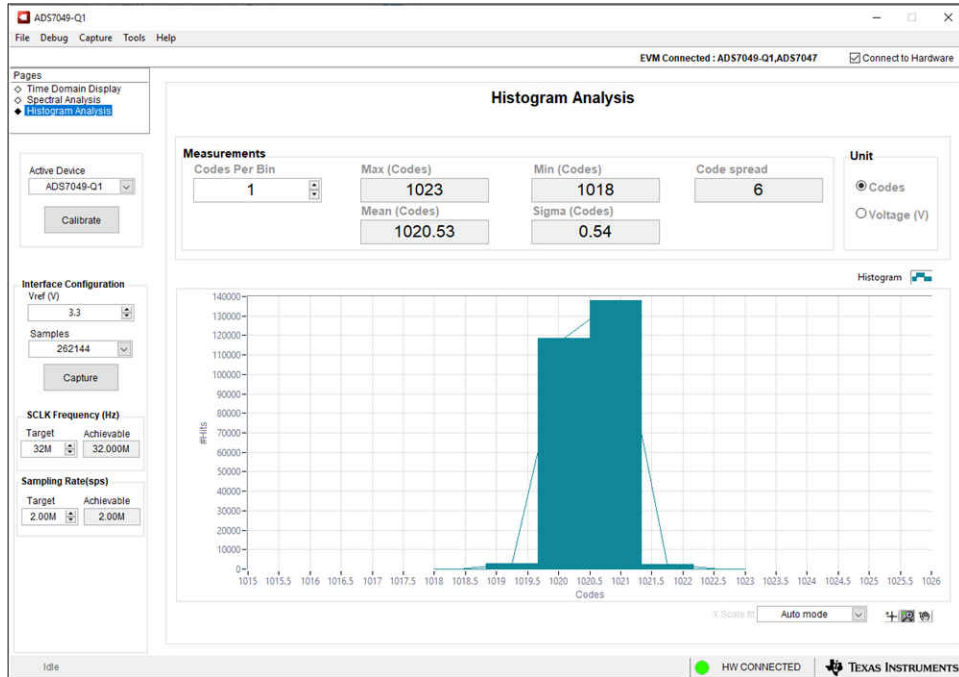 ADS7049-Q1
File Debug Capture Tools Help
EVM Connected : ADS7049-Q1,ADS7047 Connect to Hardware
Pages
Time Domain Display
Spectral Analysis
Histogram Analysis
Histogram Analysis
Active Device
ADS7049-Q1
Calibrate
Measurements
Codes Per Bin Max (Codes) Min (Codes) Code spread
1 1023 1018 6
Mean (Codes) Sigma (Codes)
1020.53 0.54
Unit
Codes
Voltage (V)
Interface Configuration
Vref (V)
3.3
Samples
262144
Capture
SCLK Frequency (Hz)
Target Achievable
32M 32.000M
Sampling Rate(sps)
Target Achievable
2.00M 2.00M
Histogram
140000
130000
120000
110000
100000
90000
80000
70000
60000
50000
40000
30000
20000
10000
0
#Hits
1015 1015.5 1016 1016.5 1017 1017.5 1018 1018.5 1019 1019.5 1020 1020.5 1021 1021.5 1022 1022.5 1023 1023.5 1024 1024.5 1025 1025.5 1026
Codes
X Scale fit Auto mode
Idle HW CONNECTED TEXAS INSTRUMENTS